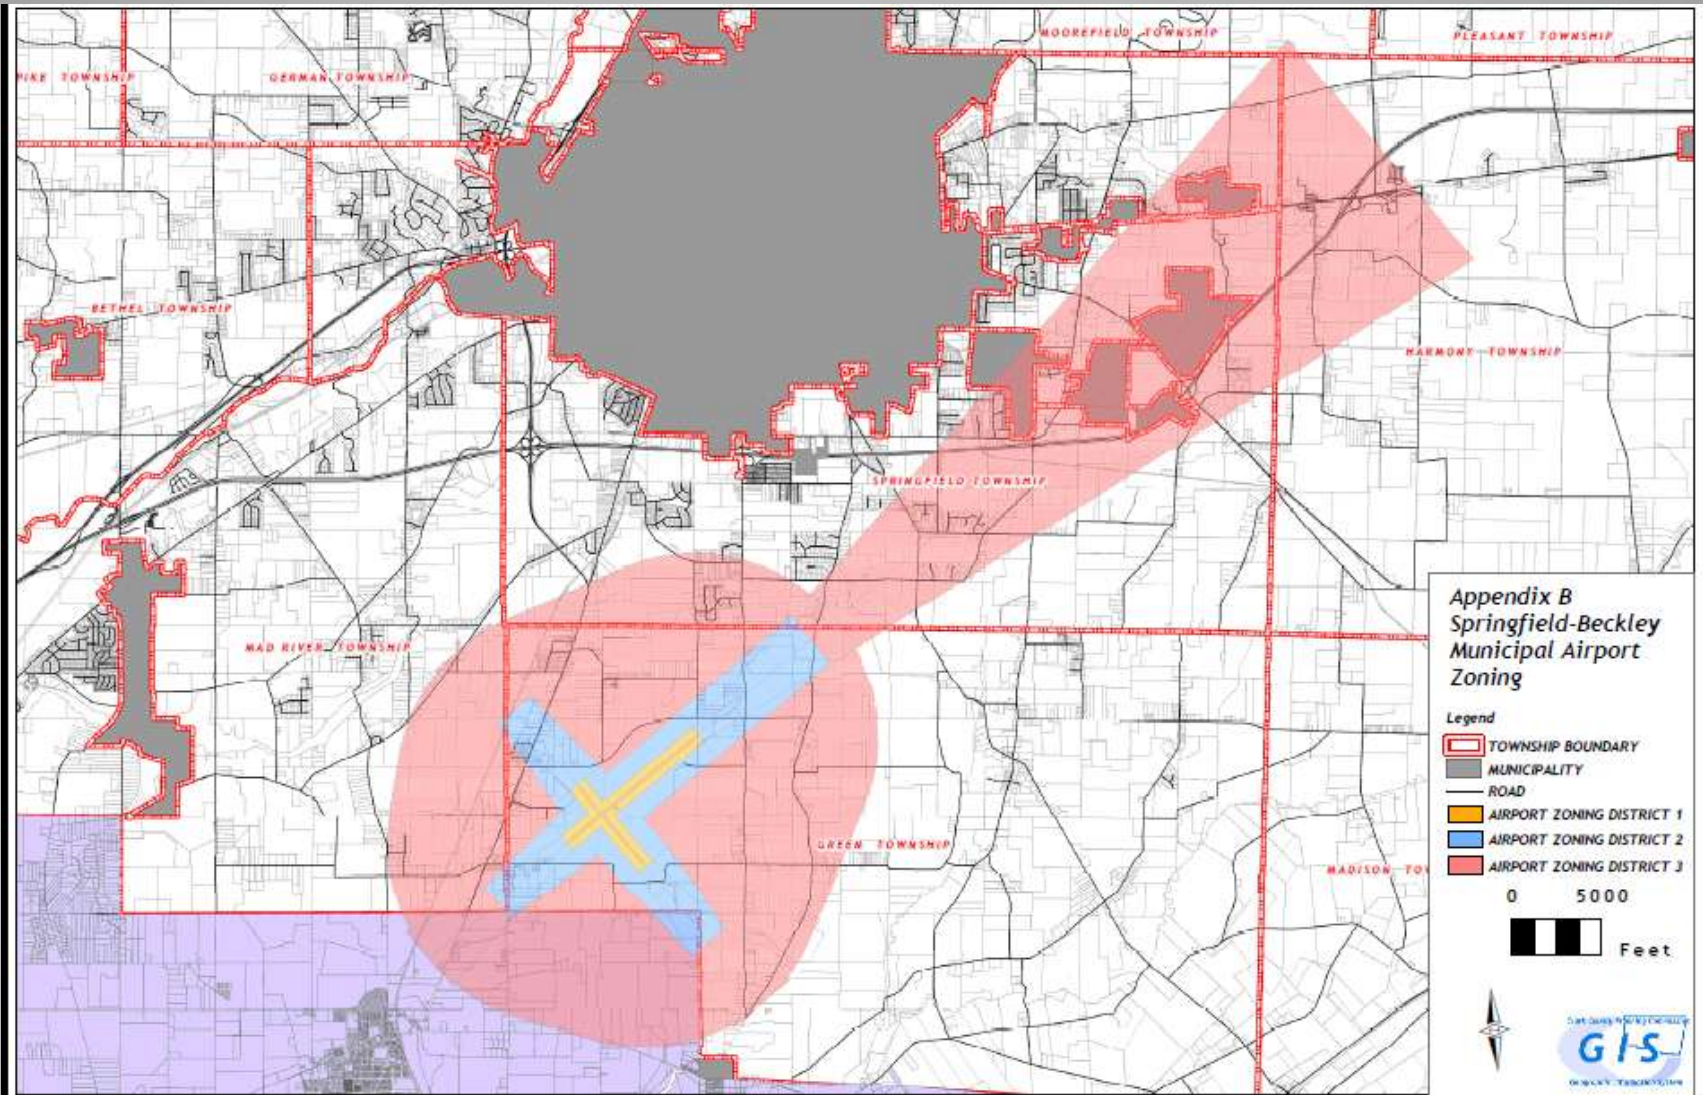 MOOREFIELD TOWNSHIP
PLEASANT TOWNSHIP
PIKE TOWNSHIP
GERMAN TOWNSHIP
BETHEL TOWNSHIP
HARMONY TOWNSHIP
SPRINGFIELD TOWNSHIP
MAD RIVER TOWNSHIP
GREEN TOWNSHIP
MADISON TOW
Appendix B
Springfield-Beckley
Municipal Airport
Zoning
Legend
TOWNSHIP BOUNDARY
MUNICIPALITY
ROAD
AIRPORT ZONING DISTRICT 1
AIRPORT ZONING DISTRICT 2
AIRPORT ZONING DISTRICT 3
0 5000
Feet
GIS